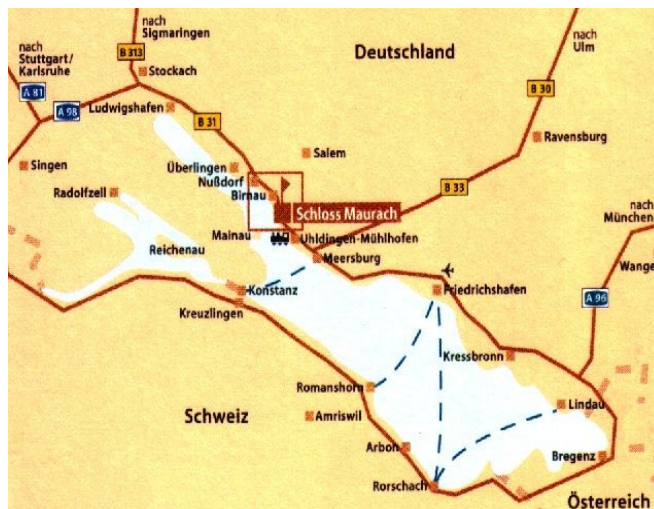 nach
Sigmaringen
nach
Stuttgart/
Karlsruhe
B 313
Deutschland
nach
Ulm
Stockach
A 81
A 98
B 30
Ludwigshafen
B 31
Ravensburg
Salem
Singen
Überlingen
Nußdorf
B 33
Radolfzell
Birnau
Schloss Maurach
nach
München
Mainau
Uhldingen-Mühlhofen
Reichenau
Meersburg
Wange
Konstanz
Friedrichshafen
A 96
Kreuzlingen
Kressbronn
Romanshorn
Lindau
Schweiz
Amriswil
Arbon
Bregenz
Rorschach
Österreich